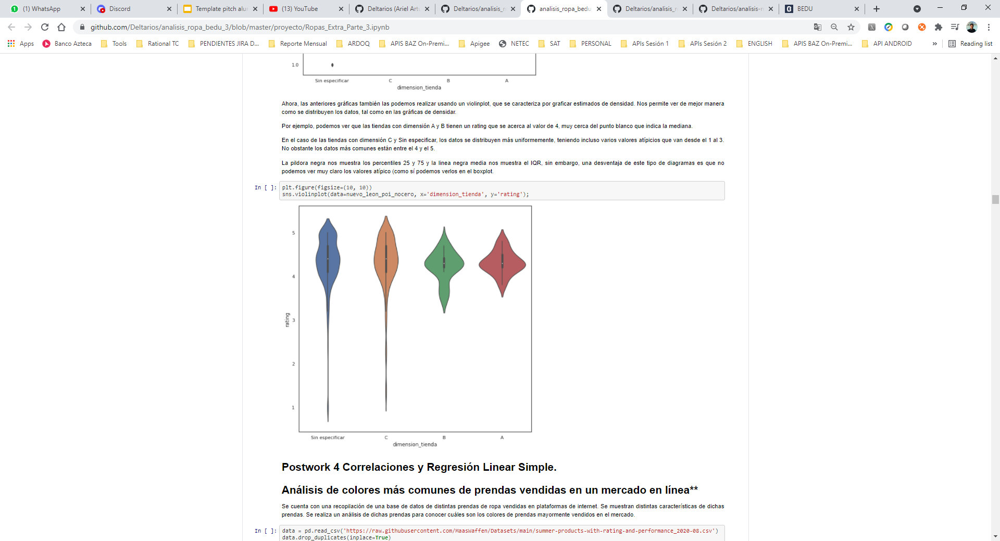 (1) WhatsApp
Discord
Template pitch alu
(13) YouTube
Deltarios (Ariel Art
Deltarios/analisis_r
analisis_ropa_bedu
Deltarios/analisis_r
Deltarios/analisis-r
BEDU
github.com/Deltarios/analisis_ropa_bedu_3/blob/master/proyecto/Ropas_Extra_Parte_3.ipynb
Apps
Banco Azteca
Tools
Rational TC
PENDIENTES JIRA D...
Reporte Mensual
ARDOQ
APIS BAZ On-Premi...
Apigee
NETEC
SAT
PERSONAL
APIs Sesión 1
APIs Sesión 2
ENGLISH
APIS BAZ On-Premi...
API ANDROID
»
Reading list
1.0
Sin especificar C B A
dimension_tienda
Ahora, las anteriores gráficas también las podemos realizar usando un violinplot, que se caracteriza por graficar estimados de densidad. Nos permite ver de mejor manera
como se distribuyen los datos, tal como en las gráficas de densidar.
Por ejemplo, podemos ver que las tiendas con dimensión A y B tienen un rating que se acerca al valor de 4, muy cerca del punto blanco que indica la mediana.
En el caso de las tiendas con dimensión C y Sin especificar, los datos se distribuyen más uniformemente, teniendo incluso varios valores atípicios que van desde el 1 al 3.
No obstante los datos más comunes están entre el 4 y el 5.
La pildora negra nos muestra los percentiles 25 y 75 y la linea negra media nos muestra el IQR, sin embargo, una desventaja de este tipo de diagramas es que no
podemos ver muy claro los valores atípico (como sí podemos verlos en el boxplot.
In [ ]: plt.figure(figsize=(10, 10))
sns.violinplot(data=nuevo_leon_poi_nocero, x='dimension_tienda', y='rating');
5
4
rating
3
2
1
Sin especificar C B A
dimension_tienda
Postwork 4 Correlaciones y Regresión Linear Simple.
Análisis de colores más comunes de prendas vendidas en un mercado en línea**
Se cuenta con una recopilación de una base de datos de distintas prendas de ropa vendidas en plataformas de internet. Se muestran distintas características de dichas
prendas. Se realiza un análisis de dichas prendas para conocer cuáles son los colores de prendas mayormente vendidos en el mercado.
In [ ]: data = pd.read_csv('https://raw.githubusercontent.com/MaasWaffen/Datasets/main/summer-products-with-rating-and-performance_2020-08.csv')
data.drop_duplicates(inplace=True)